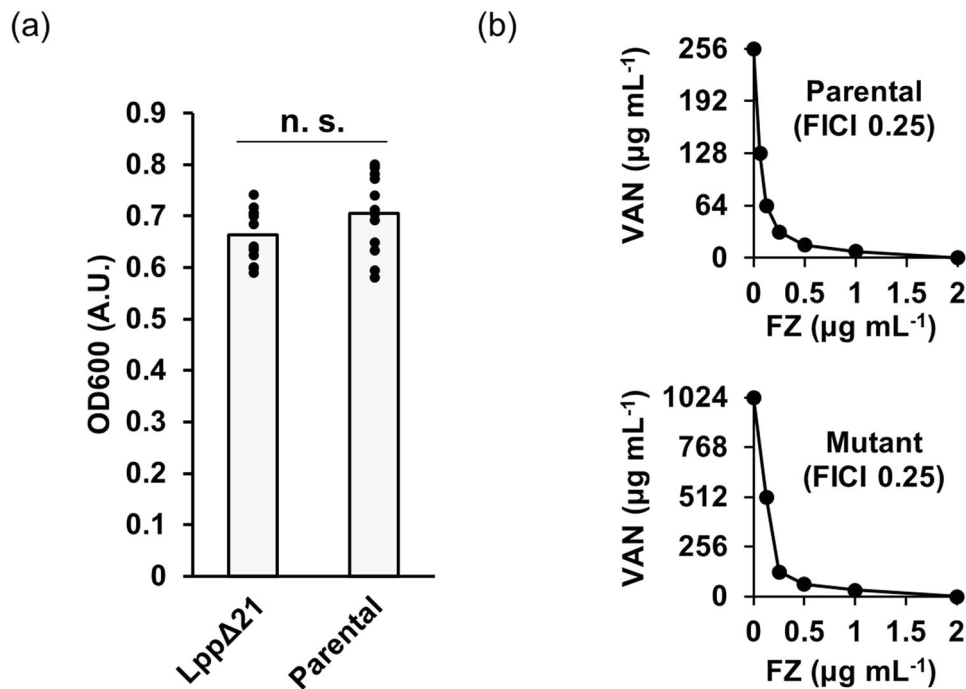 (a)
n. s.
0.9
0.8
0.7
0.6
0.5
0.4
0.3
0.2
0.1
0
OD600 (A.U.)
LppΔ21
Parental
(b)
Parental
(FICI 0.25)
256
192
128
64
0
VAN (µg mL⁻¹)
0 0.5 1 1.5 2
FZ (µg mL⁻¹)
Mutant
(FICI 0.25)
1024
768
512
256
0
VAN (µg mL⁻¹)
0 0.5 1 1.5 2
FZ (µg mL⁻¹)